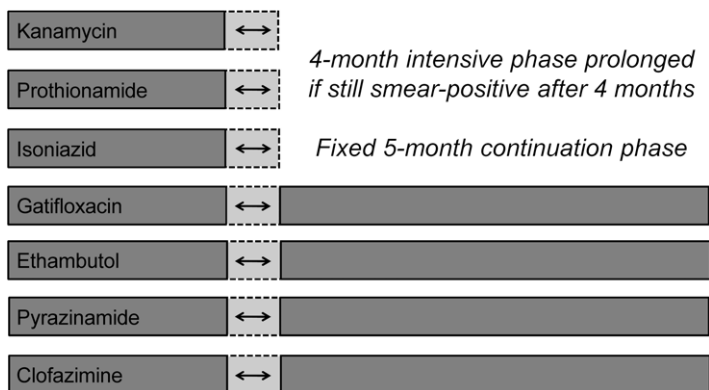 Kanamycin
4-month intensive phase prolonged
if still smear-positive after 4 months
Prothionamide
Isoniazid
Fixed 5-month continuation phase
Gatifloxacin
Ethambutol
Pyrazinamide
Clofazimine